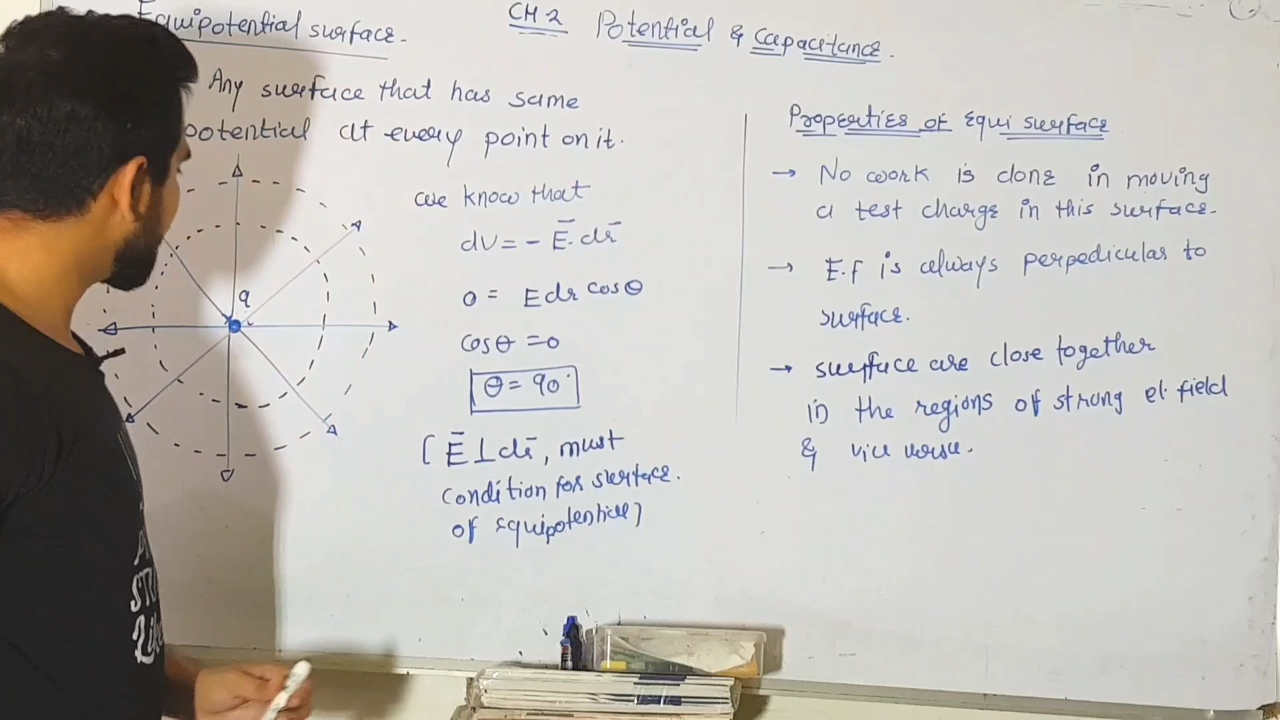 Equipotential surface.
CH-2 Potential & Capacitance.
Any surface that has same
potential at every point on it.
q
we know that
dV = - E̅. dr̅
0 = Edr cosθ
cosθ = 0
θ = 90°
[E̅ ⊥ dr̅, must
condition for surface.
of Equipotential]
Properties of Equi surface
→ No work is done in moving
a test charge in this surface.
→ E.F is always perpedicular to
surface.
→ surface are close together
in the regions of strong el. field
& vice versa.